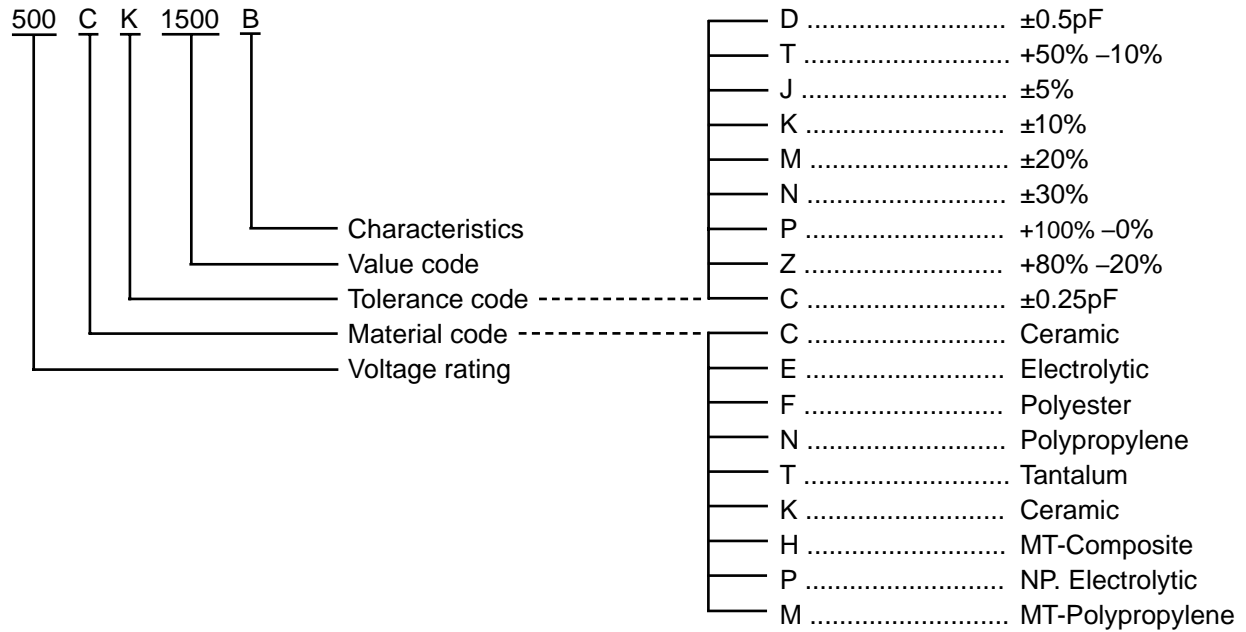 500 C K 1500 B
Characteristics
Value code
Tolerance code
Material code
Voltage rating
D ........................... ±0.5pF
T ............................ +50% –10%
J ............................ ±5%
K ........................... ±10%
M ........................... ±20%
N ........................... ±30%
P ........................... +100% –0%
Z ........................... +80% –20%
C ........................... ±0.25pF
C ........................... Ceramic
E ........................... Electrolytic
F ........................... Polyester
N ........................... Polypropylene
T ............................ Tantalum
K ........................... Ceramic
H ........................... MT-Composite
P ........................... NP. Electrolytic
M ........................... MT-Polypropylene